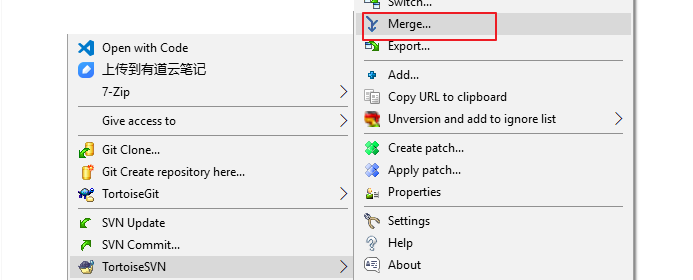 Open with Code
上传到有道云笔记
7-Zip
Give access to
Git Clone...
Git Create repository here...
TortoiseGit
SVN Update
SVN Commit...
TortoiseSVN
Switch...
Merge...
Export...
Add...
Copy URL to clipboard
Unversion and add to ignore list
Create patch...
Apply patch...
Properties
Settings
Help
About